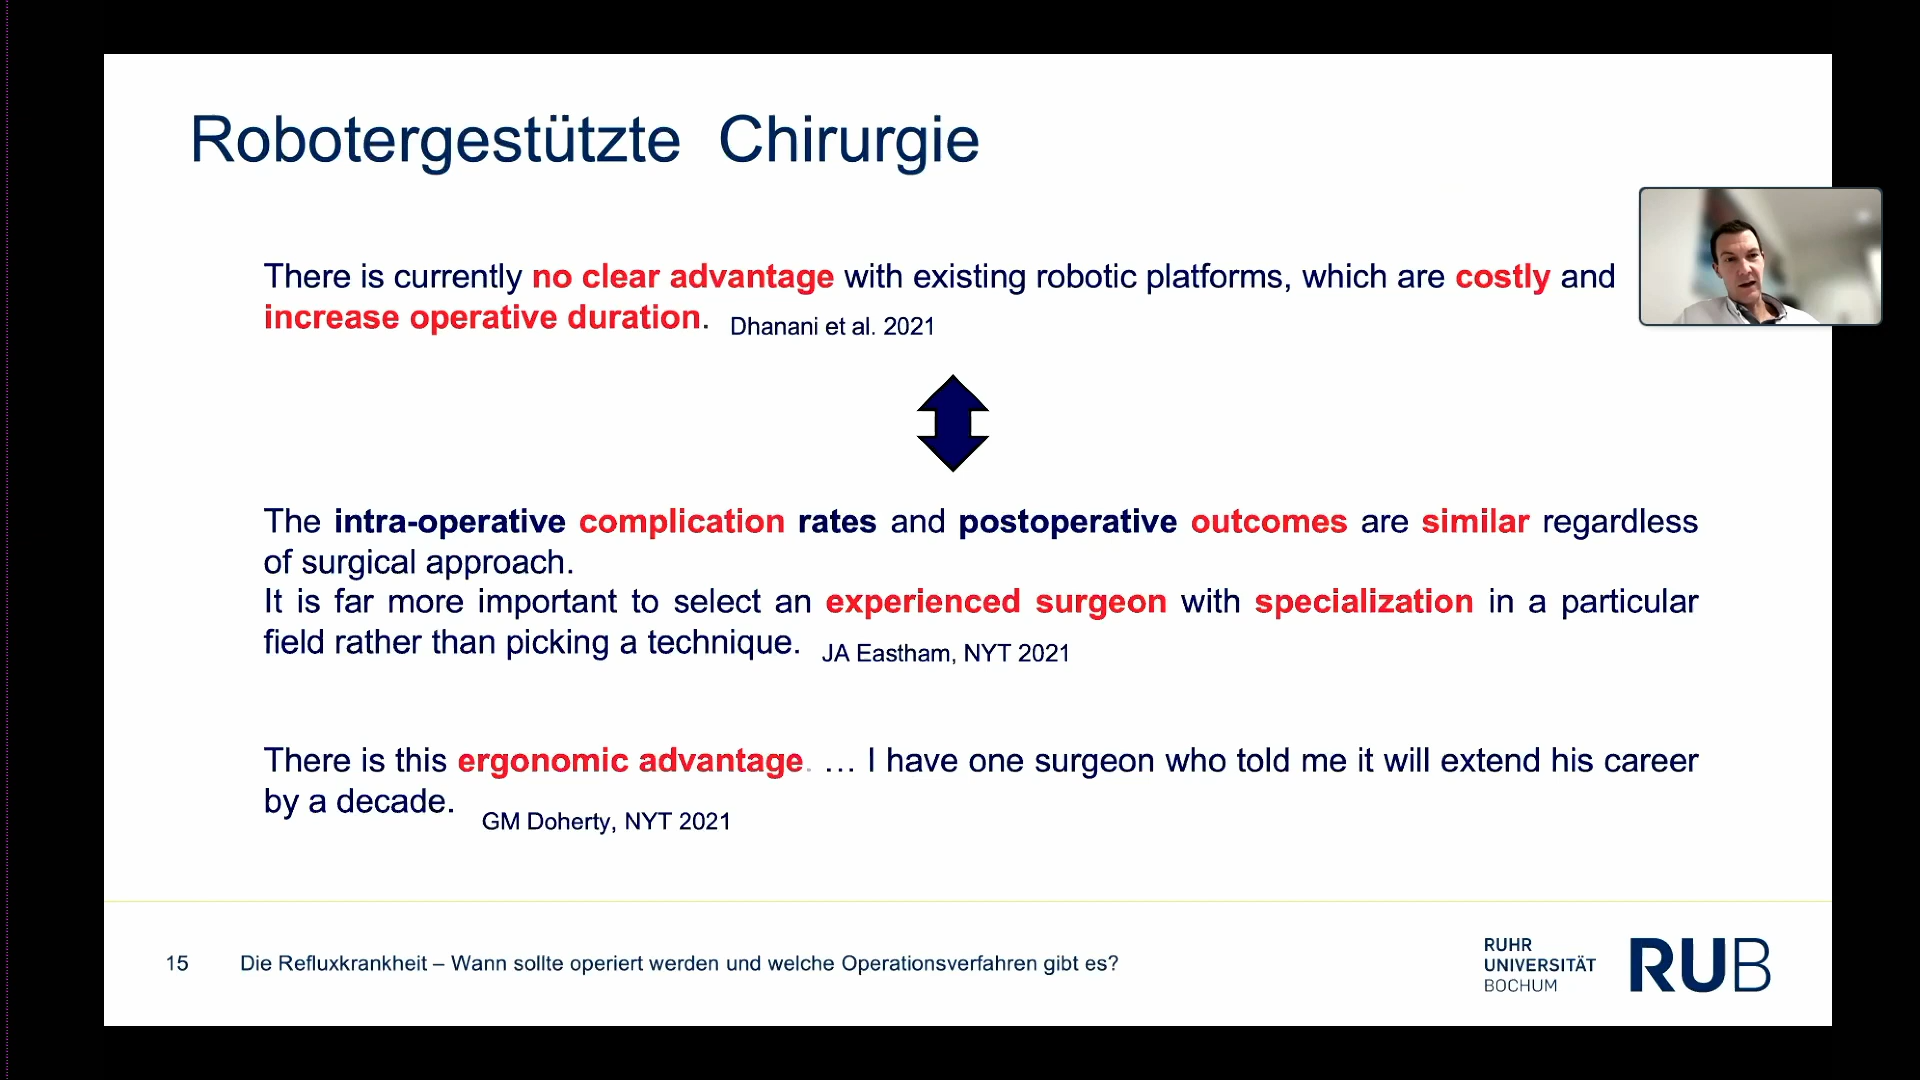 Robotergestützte Chirurgie
There is currently no clear advantage with existing robotic platforms, which are costly and
increase operative duration. Dhanani et al. 2021
The intra-operative complication rates and postoperative outcomes are similar regardless
of surgical approach.
It is far more important to select an experienced surgeon with specialization in a particular
field rather than picking a technique. JA Eastham, NYT 2021
There is this ergonomic advantage. … I have one surgeon who told me it will extend his career
by a decade. GM Doherty, NYT 2021
15 Die Refluxkrankheit – Wann sollte operiert werden und welche Operationsverfahren gibt es?
RUHR
UNIVERSITÄT
BOCHUM
RUB